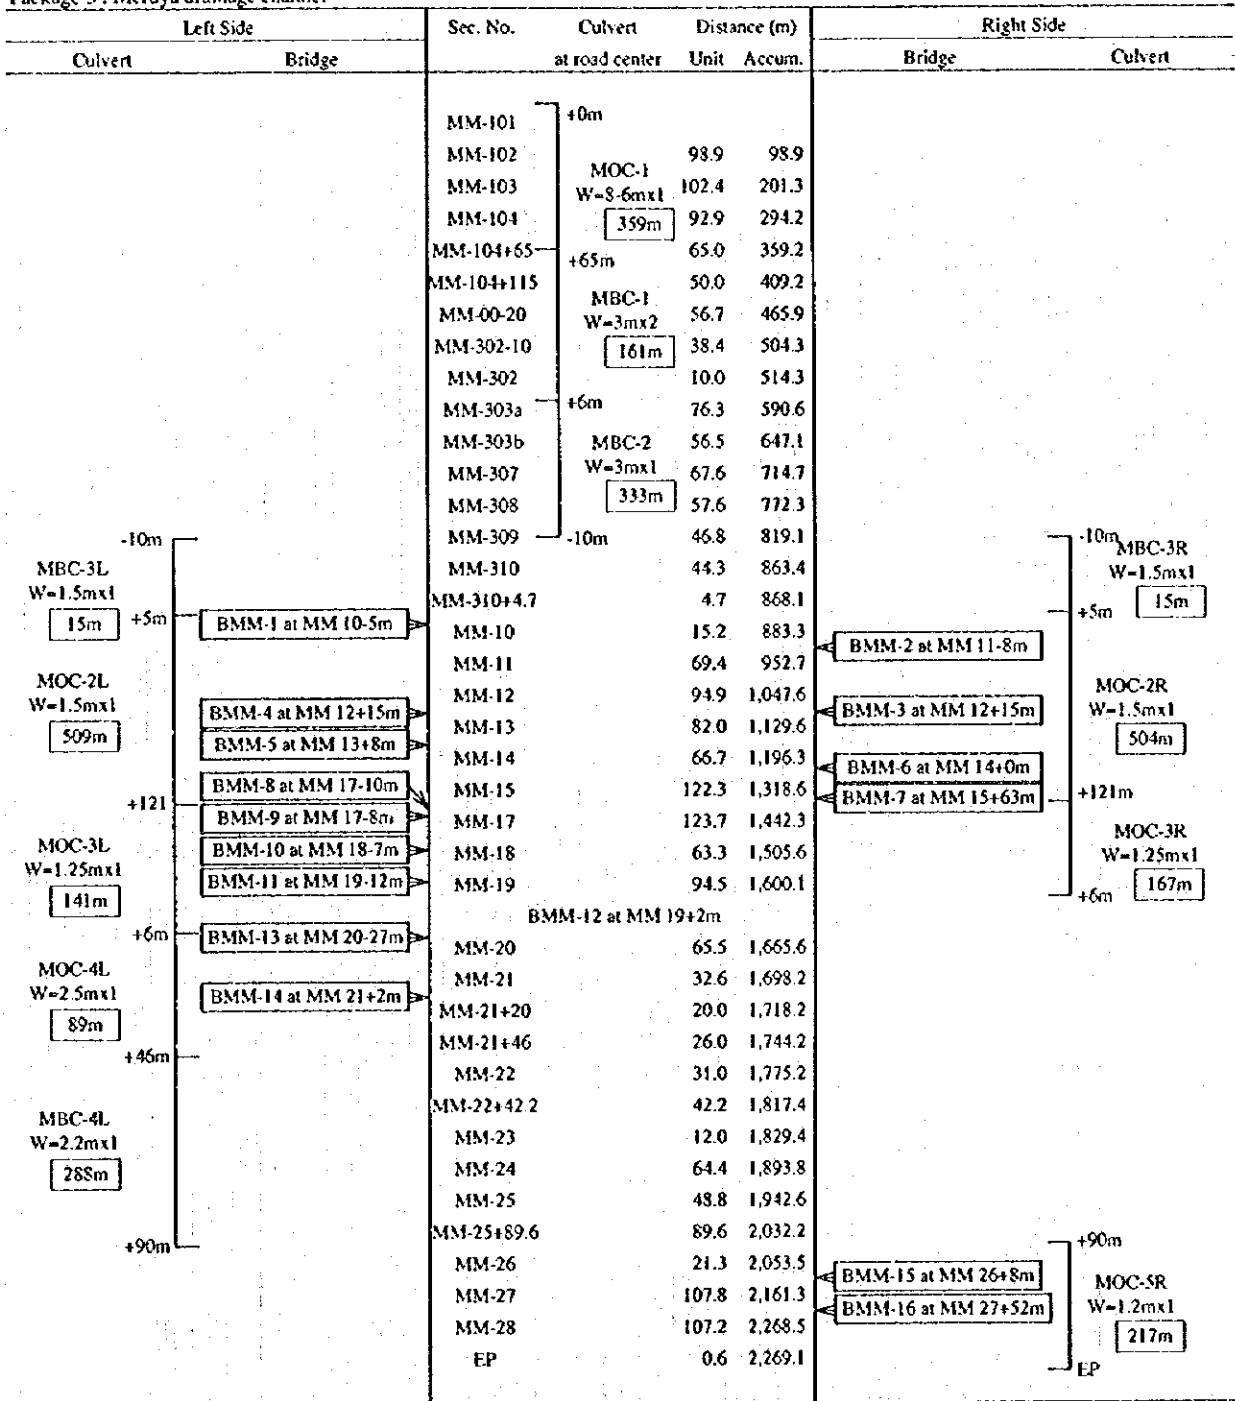 Package 3 : Meruya drainage channel
Left Side Sec. No. Culvert Distance (m) Right Side
Culvert Bridge at road center Unit Accum. Bridge Culvert
+0m
MM-101
MM-102 98.9 98.9
MOC-1
MM-103 102.4 201.3
W=8-6mx1
MM-104 359m 92.9 294.2
MM-104+65 65.0 359.2
+65m
MM-104+115 50.0 409.2
MBC-1
MM-00-20 56.7 465.9
W=3mx2
MM-302-10 161m 38.4 504.3
MM-302 10.0 514.3
+6m
MM-303a 76.3 590.6
MM-303b MBC-2 56.5 647.1
MM-307 W=3mx1 67.6 714.7
MM-308 333m 57.6 772.3
-10m MM-309 -10m 46.8 819.1 -10m
MBC-3L MM-310 44.3 863.4 MBC-3R
W=1.5mx1 MM-310+4.7 4.7 868.1 W=1.5mx1
15m +5m BMM-1 at MM 10-5m +5m 15m
MM-10 15.2 883.3
BMM-2 at MM 11-8m
MM-11 69.4 952.7
MOC-2L MM-12 94.9 1,047.6 MOC-2R
W=1.5mx1 BMM-4 at MM 12+15m BMM-3 at MM 12+15m W=1.5mx1
509m MM-13 82.0 1,129.6 504m
BMM-5 at MM 13+8m
MM-14 66.7 1,196.3
BMM-6 at MM 14+0m
BMM-8 at MM 17-10m MM-15 122.3 1,318.6
+121 BMM-7 at MM 15+63m +121m
BMM-9 at MM 17-8m MM-17 123.7 1,442.3
MOC-3L BMM-10 at MM 18-7m MM-18 63.3 1,505.6 MOC-3R
W=1.25mx1 W=1.25mx1
141m BMM-11 at MM 19-12m MM-19 94.5 1,600.1 +6m 167m
BMM-12 at MM 19+2m
+6m BMM-13 at MM 20-27m
MM-20 65.5 1,665.6
MOC-4L MM-21 32.6 1,698.2
W=2.5mx1 BMM-14 at MM 21+2m
89m MM-21+20 20.0 1,718.2
MM-21+46 26.0 1,744.2
+46m
MM-22 31.0 1,775.2
MM-22+42.2 42.2 1,817.4
MBC-4L
W=2.2mx1 MM-23 12.0 1,829.4
288m MM-24 64.4 1,893.8
MM-25 48.8 1,942.6
MM-25+89.6 89.6 2,032.2
+90m +90m
MM-26 21.3 2,053.5
BMM-15 at MM 26+8m MOC-5R
MM-27 107.8 2,161.3
BMM-16 at MM 27+52m W=1.2mx1
MM-28 107.2 2,268.5 217m
EP 0.6 2,269.1 EP